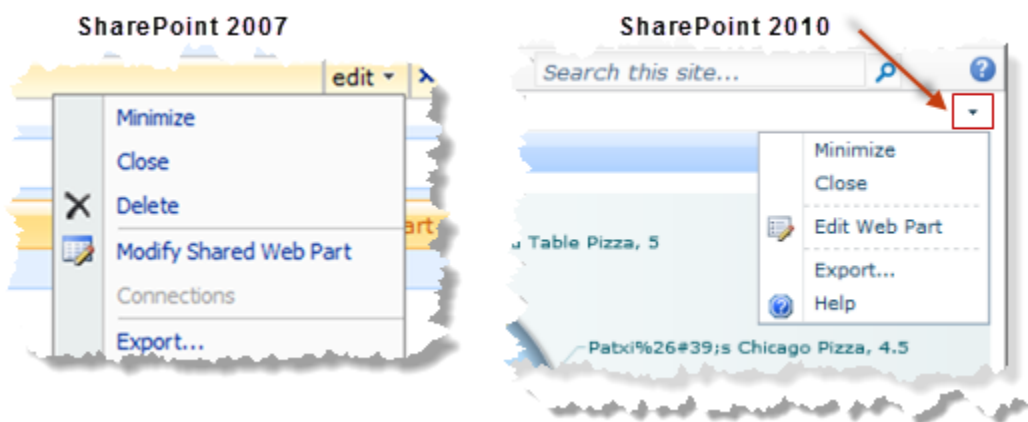 SharePoint 2007
edit
Minimize
Close
Delete
Modify Shared Web Part
Connections
Export...
SharePoint 2010
Search this site...
Minimize
Close
Edit Web Part
Export...
Help
Table Pizza, 5
Patxi%26#39;s Chicago Pizza, 4.5